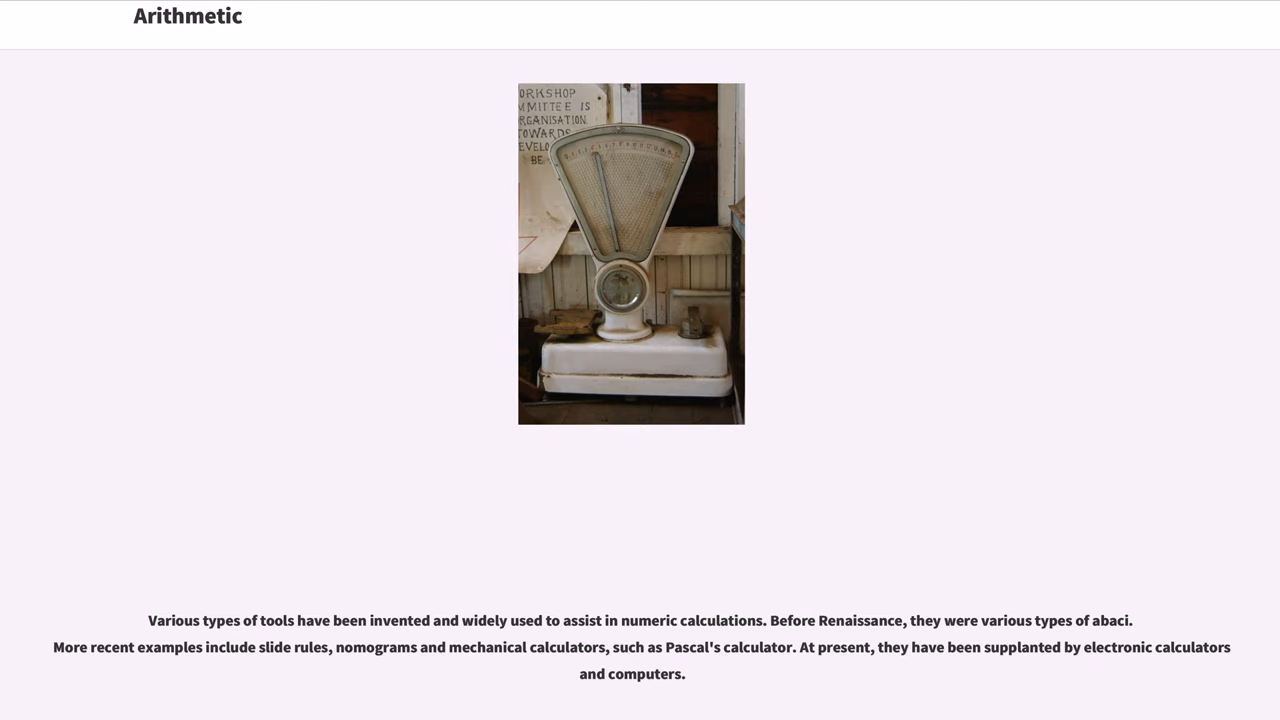 Arithmetic
ORKSHOP
MMITTEE IS
RGANISATION
TOWARDS
EVELO
BE
Various types of tools have been invented and widely used to assist in numeric calculations. Before Renaissance, they were various types of abaci.
More recent examples include slide rules, nomograms and mechanical calculators, such as Pascal's calculator. At present, they have been supplanted by electronic calculators
and computers.